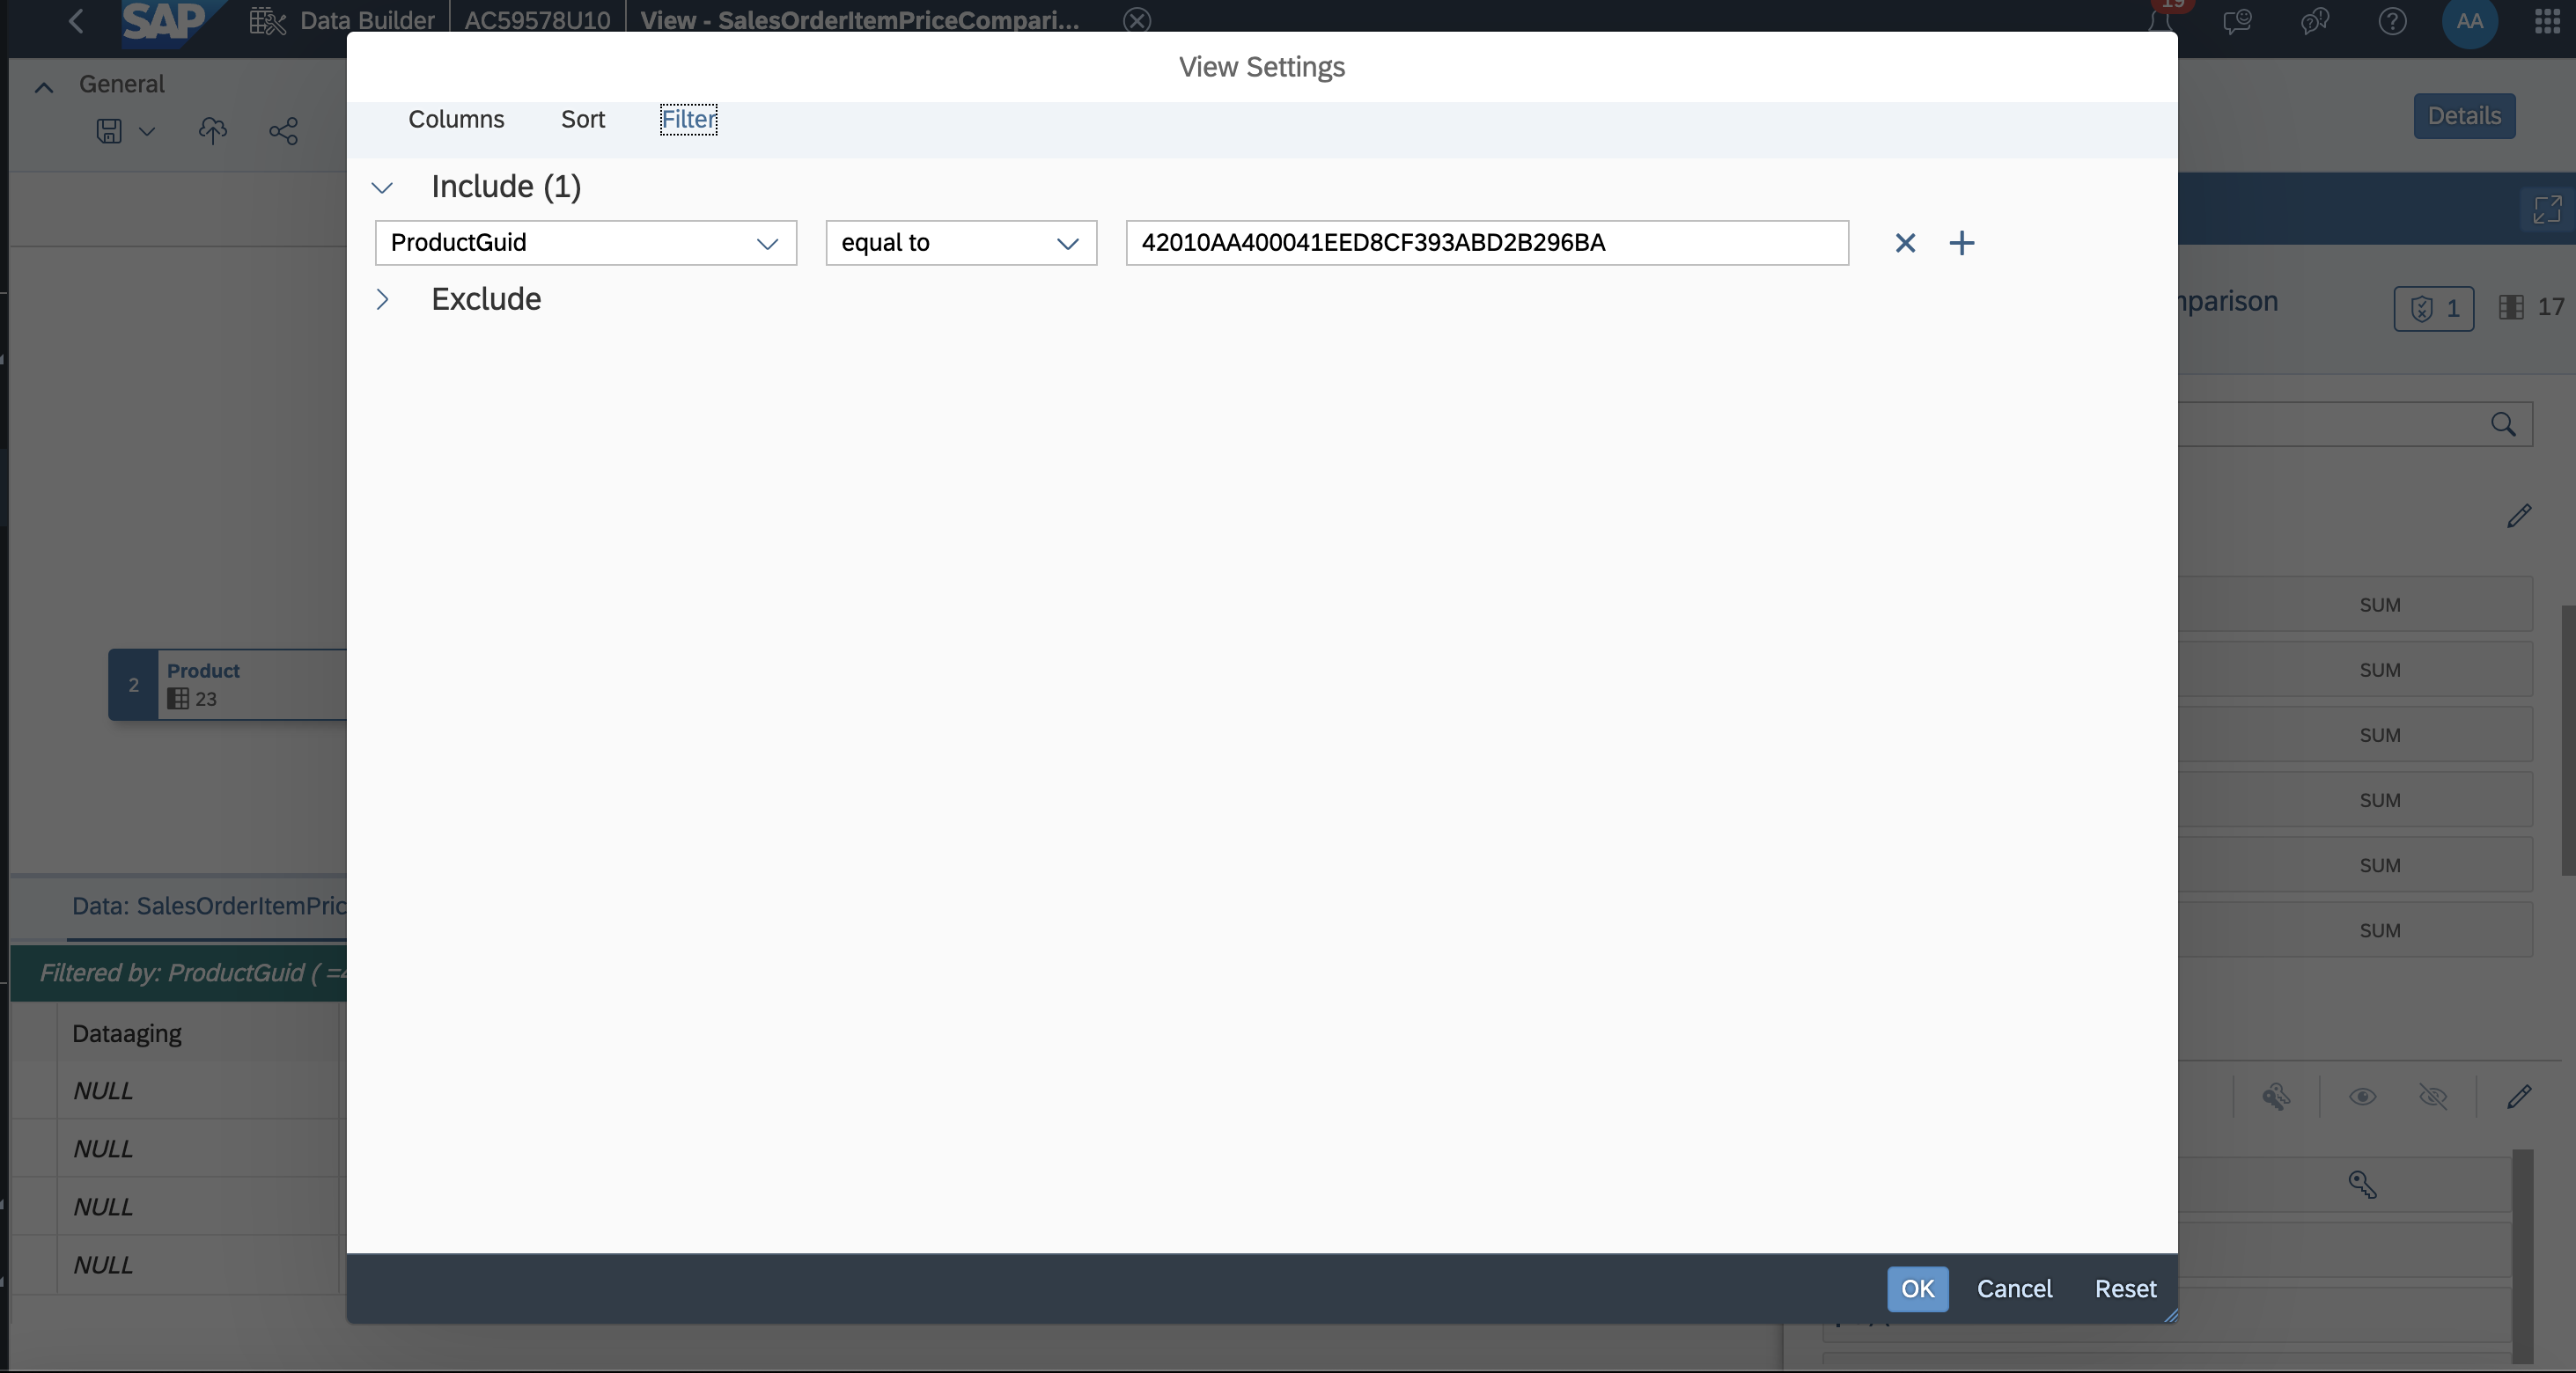 SAP Data Builder AC59578U10 View - SalesOrderItemPriceCompari... 19 AA
General
Details
View Settings
Columns Sort Filter
Include (1)
ProductGuid equal to 42010AA400041EED8CF393ABD2B296BA
Exclude
nparison 1 17
SUM
2 Product
23
SUM
SUM
SUM
SUM
SUM
Data: SalesOrderItemPric
Filtered by: ProductGuid ( =4
Dataaging
NULL
NULL
NULL
NULL
OK Cancel Reset